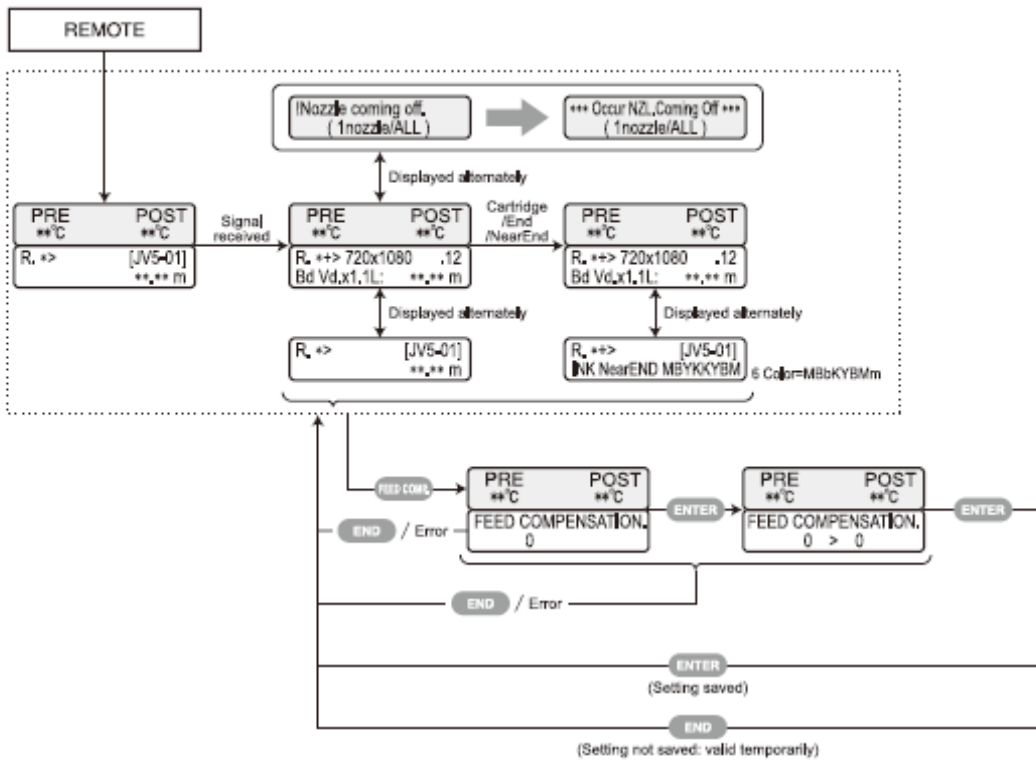 REMOTE
!Nozzle coming off.
( 1nozzle/ALL )
*** Occur NZL.Coming Off ***
( 1nozzle/ALL )
Displayed alternately
PRE POST
**°C **°C
R. *> [JV5-01]
**.** m
Signal received
PRE POST
**°C **°C
R. *+> 720x1080 .12
Bd Vd.x1.1L: **.** m
Cartridge
/End
/NearEnd
PRE POST
**°C **°C
R. *+> 720x1080 .12
Bd Vd.x1.1L: **.** m
Displayed alternately
Displayed alternately
R. *> [JV5-01]
**.** m
R. *+> [JV5-01]
INK NearEND MBYKKYBM
6 Color=MBbKYBMm
FEED COMP.
PRE POST
**°C **°C
FEED COMPENSATION.
0
ENTER
PRE POST
**°C **°C
FEED COMPENSATION.
0 > 0
ENTER
END / Error
END / Error
ENTER
(Setting saved)
END
(Setting not saved: valid temporarily)